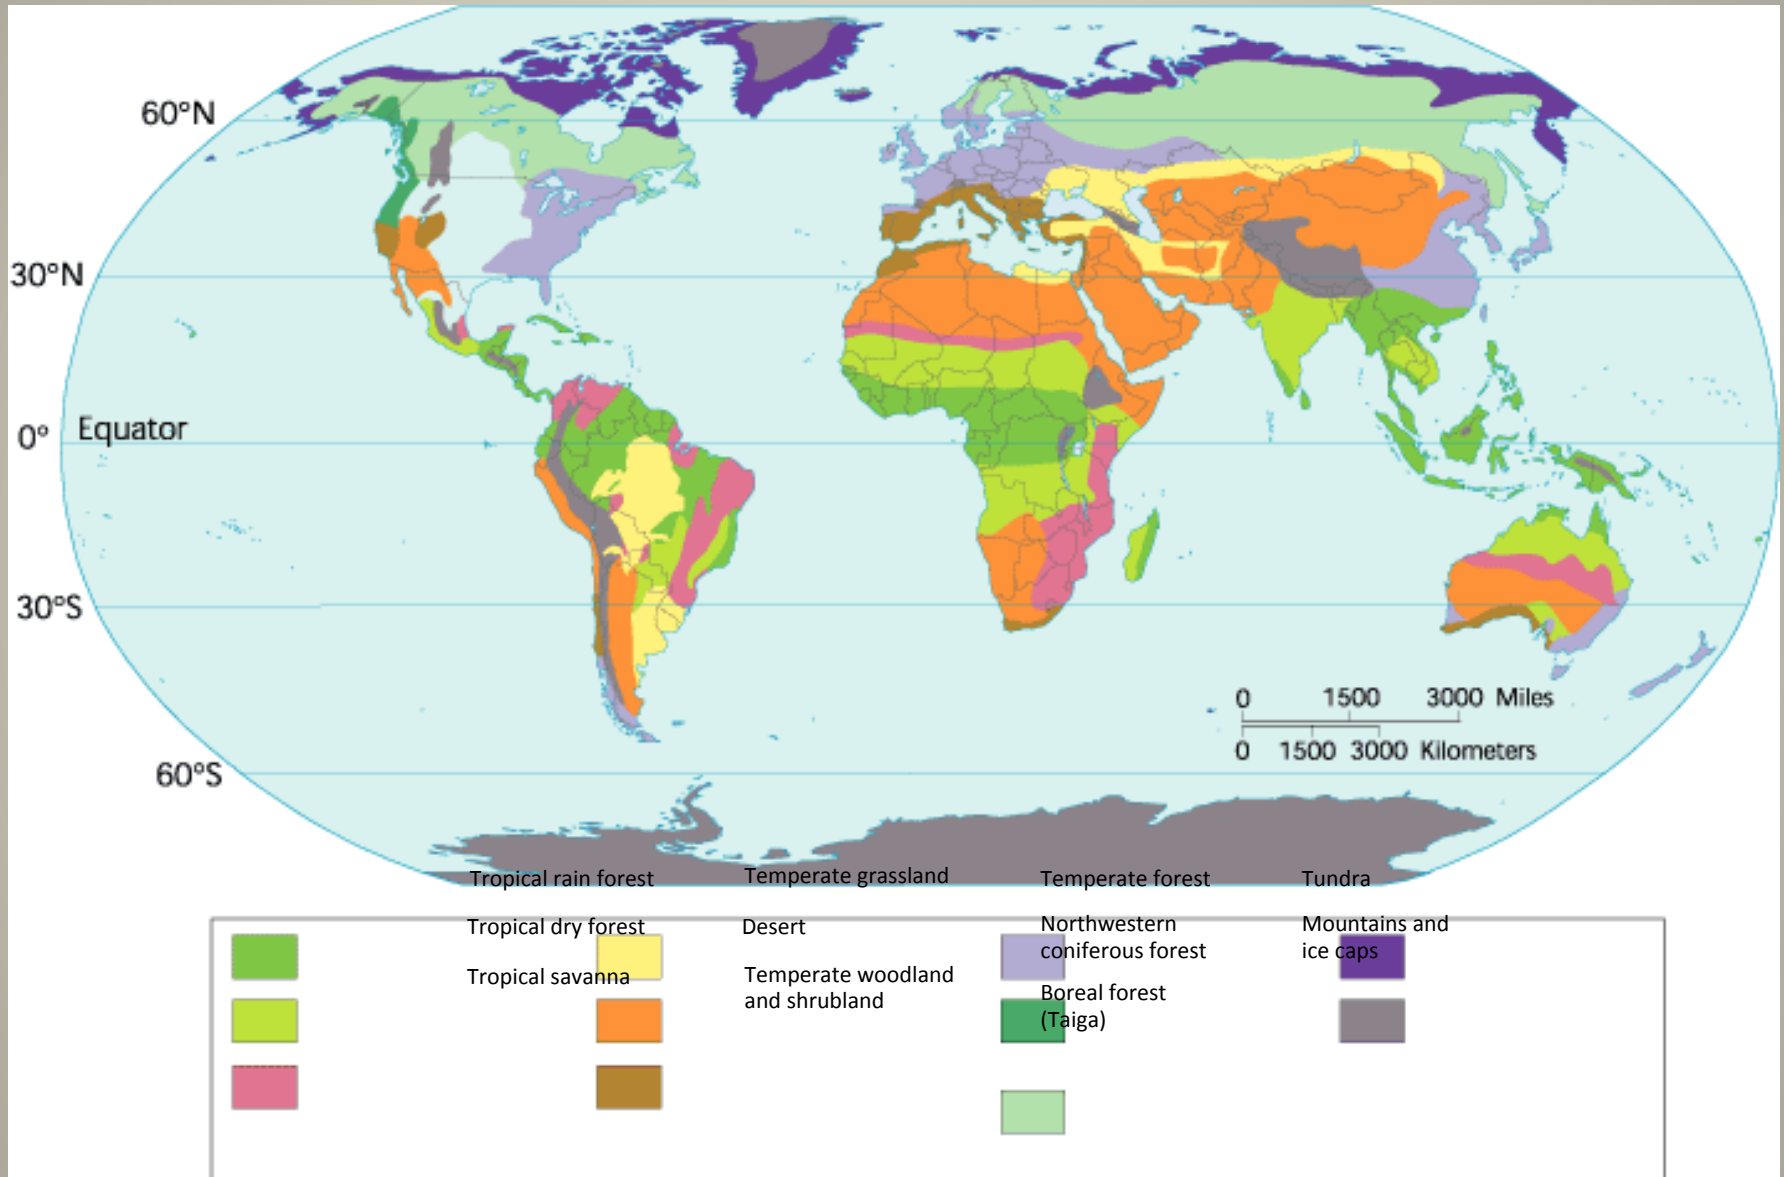 60°N
30°N
Equator
0°
30°S
0 1500 3000 Miles
0 1500 3000 Kilometers
60°S
Tropical rain forest
Tropical dry forest
Tropical savanna
Temperate grassland
Desert
Temperate woodland
and shrubland
Temperate forest
Northwestern
coniferous forest
Boreal forest
(Taiga)
Tundra
Mountains and
ice caps